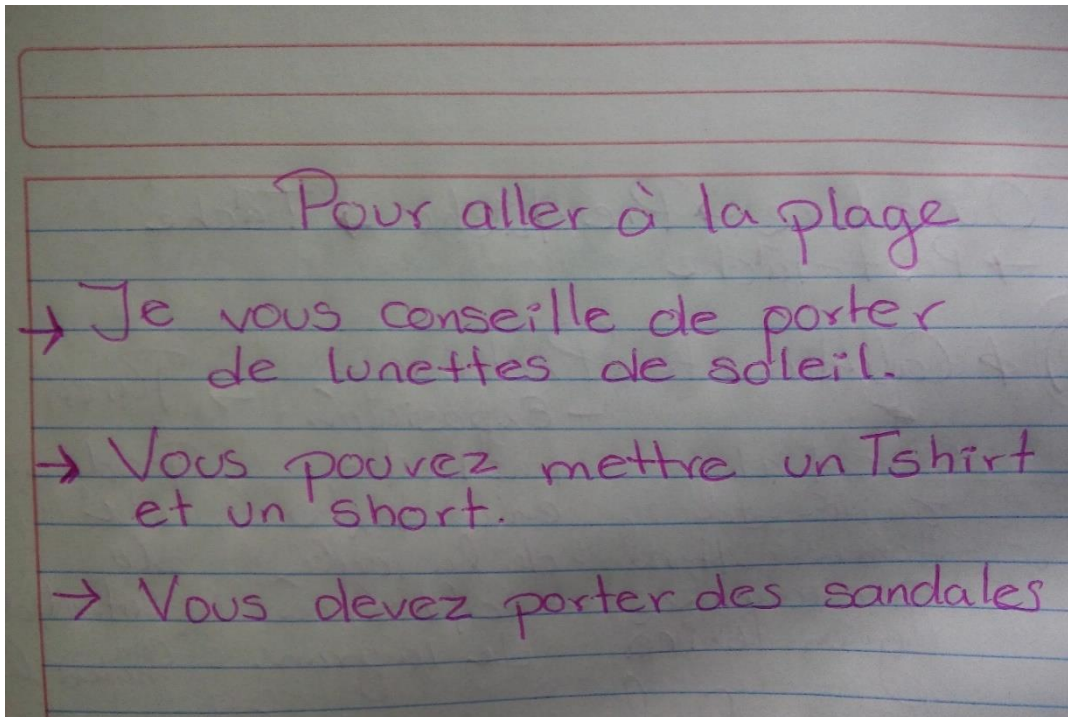 Pour aller à la plage
→ Je vous conseille de porter
de lunettes de soleil.
→ Vous pouvez mettre un Tshirt
et un short.
→ Vous devez porter des sandales